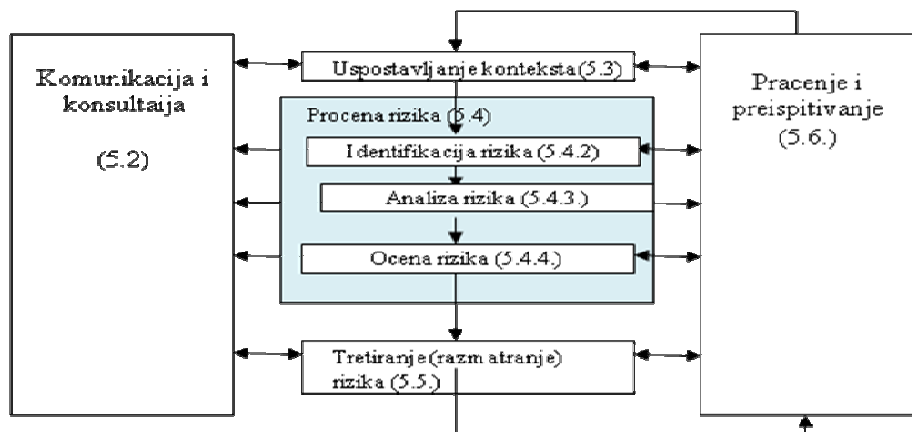 Komunikacija i
konsultaija
(5.2)
Uspostavljanje konteksta (5.3)
Procena rizika (5.4)
Identifikacija rizika (5.4.2)
Analiza rizika (5.4.3.)
Ocena rizika (5.4.4.)
Tretiranje (razmatranje)
rizika (5.5.)
Pracenje i
preispitivanje
(5.6.)